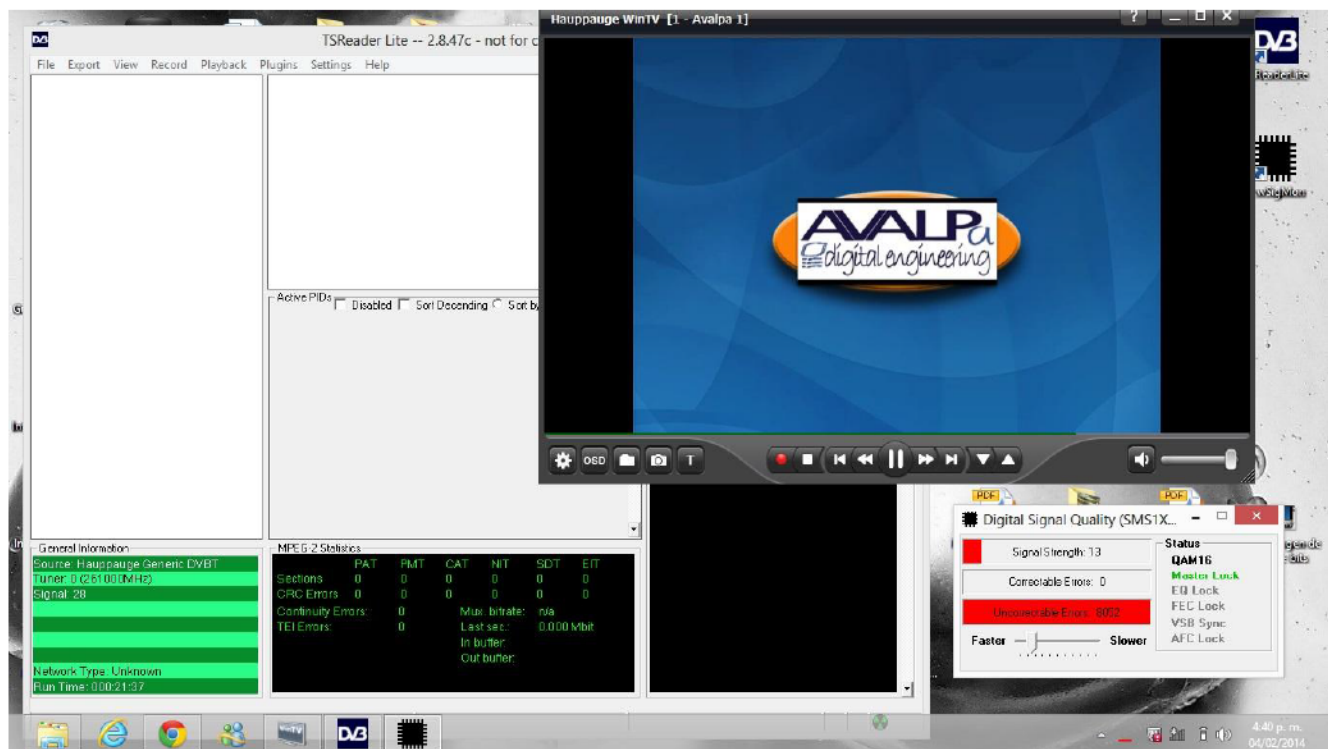 Hauppauge WinTV [1 - Avalpa 1]
?
DVB
TSReader Lite -- 2.8.47c - not for c
File Export View Record Playback Plugins Settings Help
AVALPa
digital engineering
Active PIDs Disabled Sort Decending Sort by
OSD T
PDF PDF
Digital Signal Quality (SMS1X...
Signal Strength: 13
Correctable Errors: 0
Uncorrectable Errors: 8052
Faster Slower
Status
QAM16
Master Lock
EQ Lock
FEC Lock
VSB Sync
AFC Lock
General Information
Source: Hauppauge Generic DVBT
Tuner: 0 (261000MHz)
Signal: 28
Network Type: Unknown
Run Time: 000:21:37
MPEG-2 Statistics
PAT PMT CAT NIT SDT EIT
Sections 0 0 0 0 0 0
CRC Errors 0 0 0 0 0 0
Continuity Errors: 0 Mux. bitrate: n/a
TEI Errors: 0 Last sec.: 0.000 Mbit
In buffer:
Out buffer:
WinTV
DVB
4:40 p. m.
04/02/2014